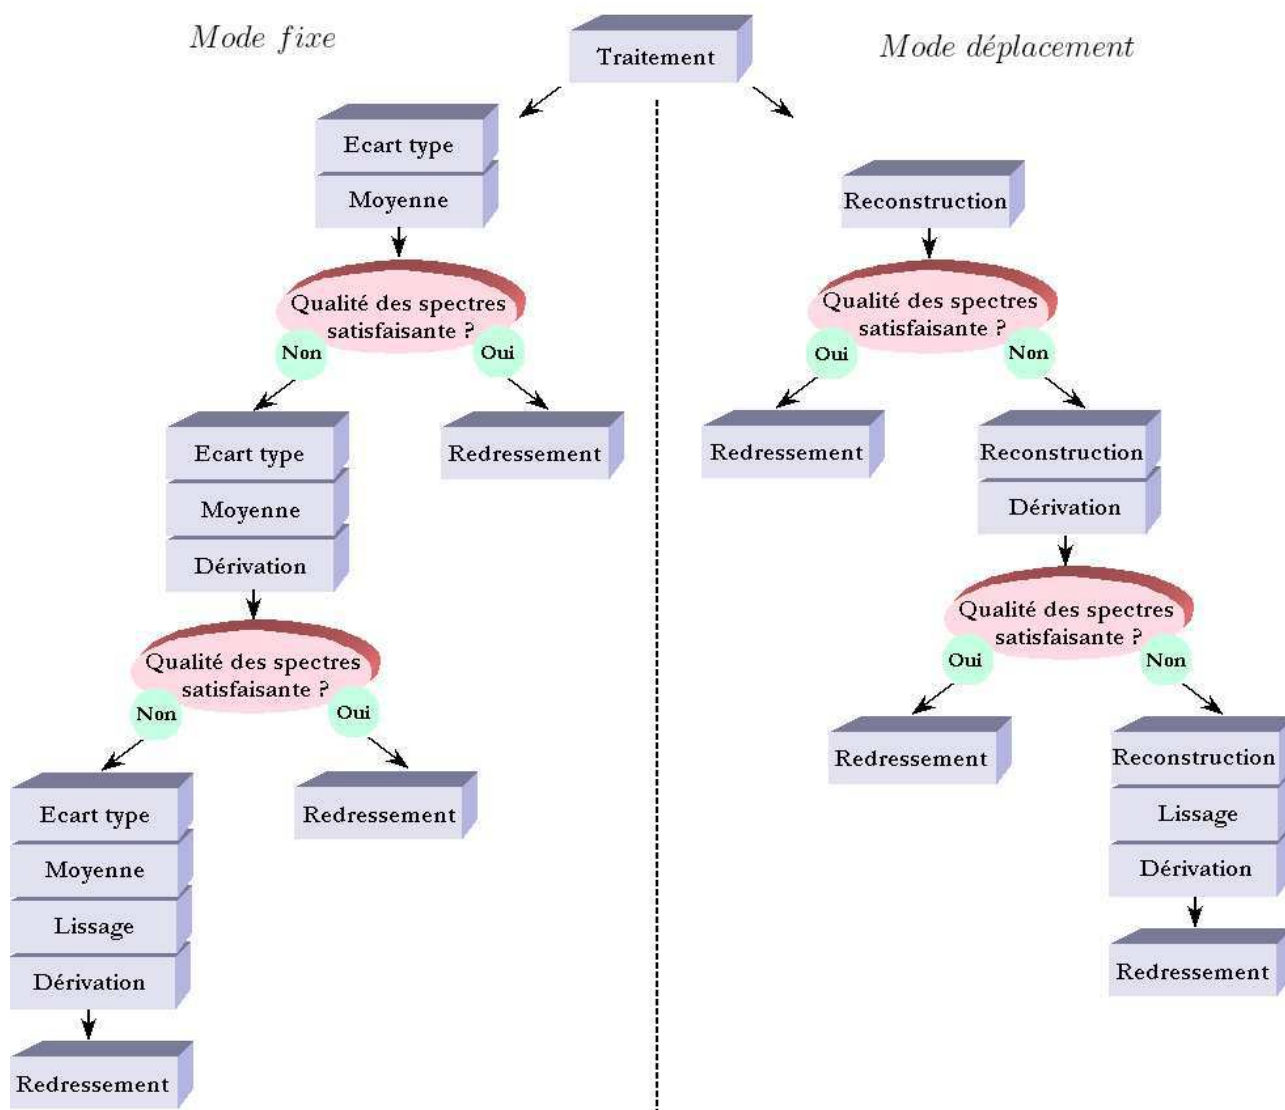 Mode fixe
Traitement
Mode déplacement
Ecart type
Moyenne
Reconstruction
Qualité des spectres
satisfaisante ?
Non
Oui
Qualité des spectres
satisfaisante ?
Oui
Non
Ecart type
Moyenne
Dérivation
Redressement
Redressement
Reconstruction
Dérivation
Qualité des spectres
satisfaisante ?
Non
Oui
Qualité des spectres
satisfaisante ?
Oui
Non
Ecart type
Moyenne
Lissage
Dérivation
Redressement
Redressement
Redressement
Reconstruction
Lissage
Dérivation
Redressement